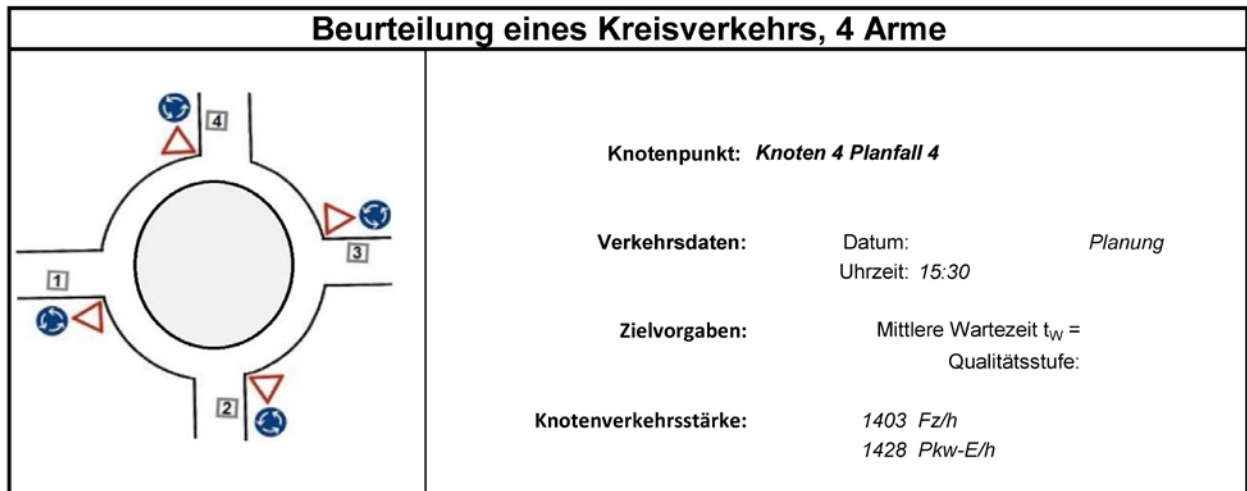 Beurteilung eines Kreisverkehrs, 4 Arme
4
3
1
2
Knotenpunkt: Knoten 4 Planfall 4
Verkehrsdaten: Datum: Planung
Uhrzeit: 15:30
Zielvorgaben: Mittlere Wartezeit tW =
Qualitätsstufe:
Knotenverkehrsstärke: 1403 Fz/h
1428 Pkw-E/h